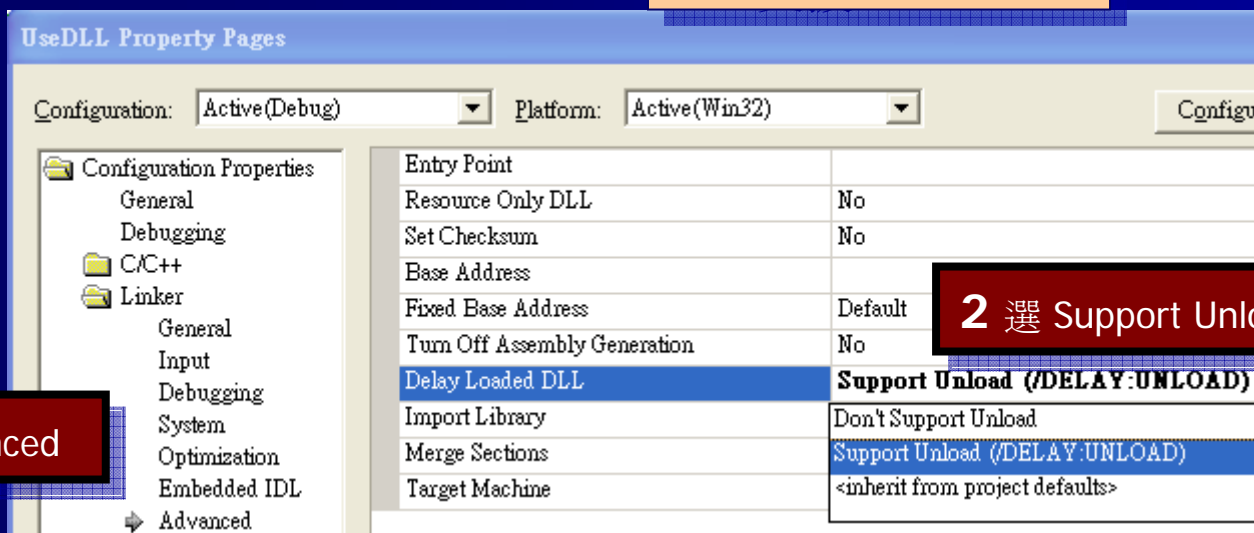 UseDLL Property Pages
Configuration: Active(Debug) Platform: Active(Win32) Configu
Configuration Properties
General
Debugging
C/C++
Linker
General
Input
Debugging
System
Optimization
Embedded IDL
Advanced
Entry Point
Resource Only DLL No
Set Checksum No
Base Address
Fixed Base Address Default
Turn Off Assembly Generation No
Delay Loaded DLL Support Unload (/DELAY:UNLOAD)
Import Library
Merge Sections
Target Machine
Don't Support Unload
Support Unload (/DELAY:UNLOAD)
<inherit from project defaults>
2 選 Support Unlo
nced